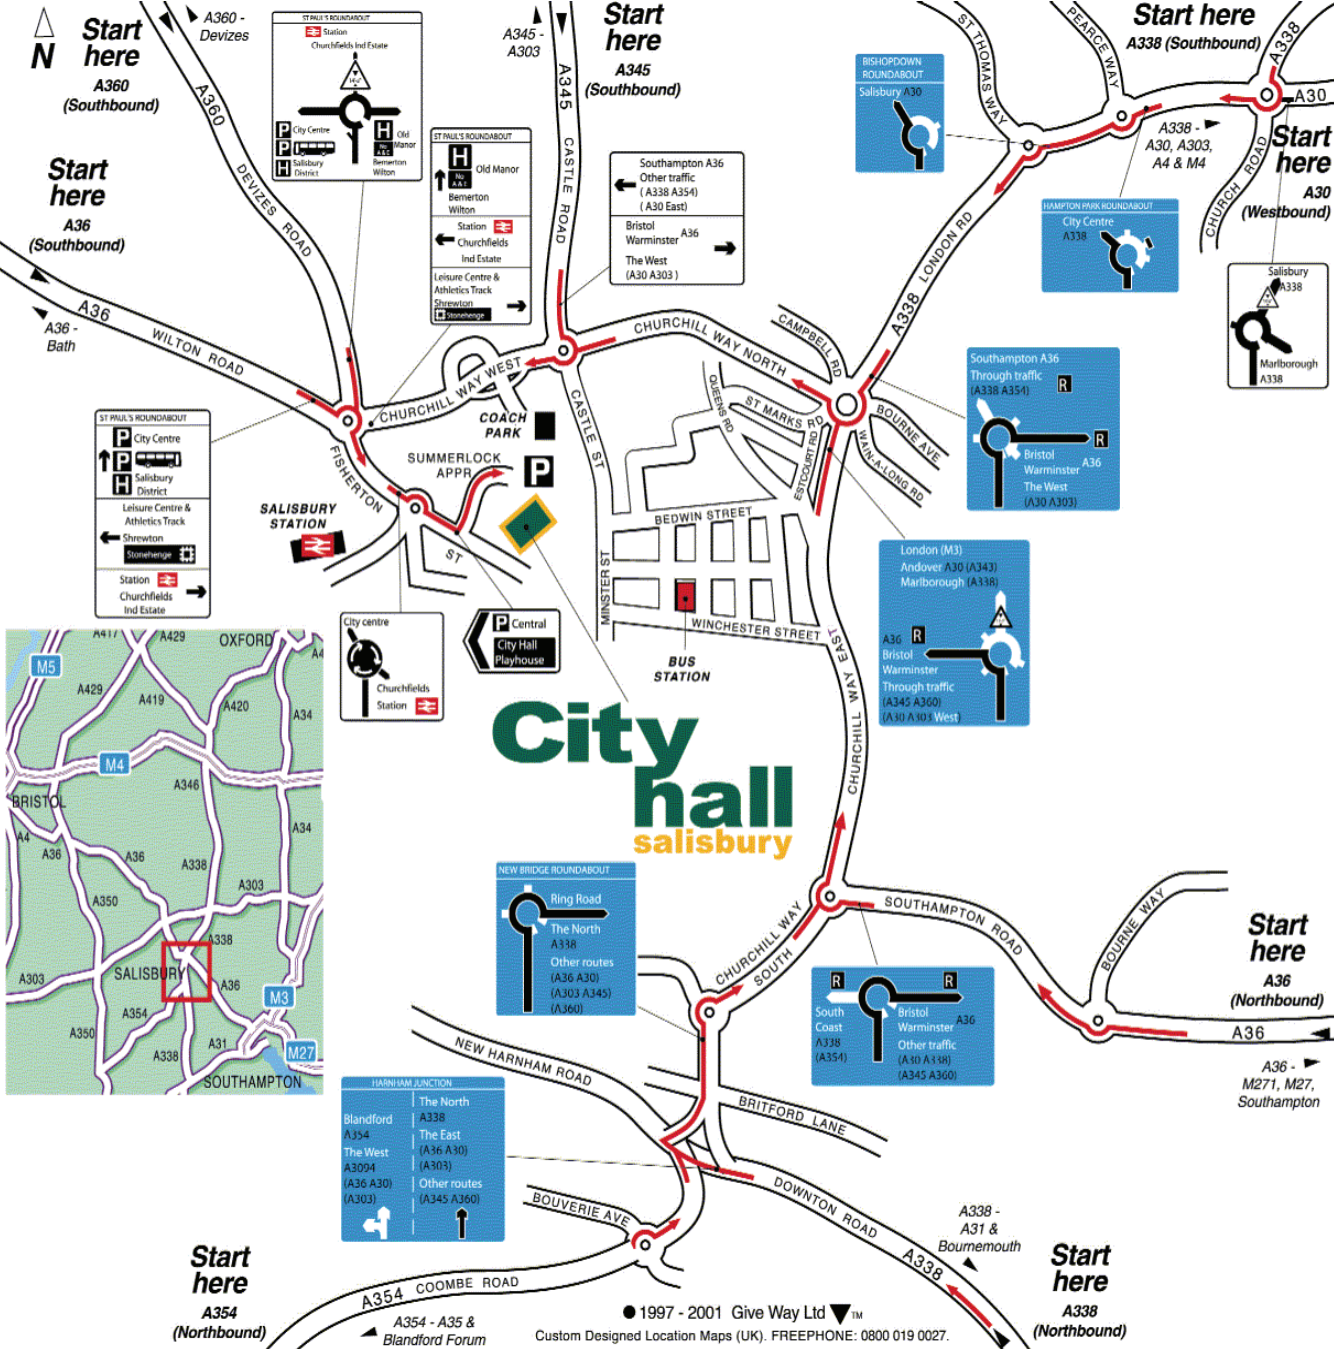 N
Start
here
A360
(Southbound)
A360 -
Devizes
Start
here
A36
(Southbound)
A36 -
Bath
ST PAUL'S ROUNDABOUT
Station
Churchfields Ind Estate
P City Centre
P
Salisbury
H District
H Old
Manor
No
A & E
Bemerton
Wilton
ST PAUL'S ROUNDABOUT
H Old Manor
No
A & E
Bemerton
Wilton
Station
Churchfields
Ind Estate
Leisure Centre &
Athletics Track
Shrewton
Stonehenge
A345 -
A303
Start
here
A345
(Southbound)
Southampton A36
Other traffic
(A338 A354)
(A30 East)
Bristol
Warminster A36
The West
(A30 A303)
BISHOPDOWN
ROUNDABOUT
Salisbury A30
ST THOMAS WAY
PEARCE WAY
Start here
A338 (Southbound)
A338
A30
A338 -
A30, A303,
A4 & M4
Start
here
A30
(Westbound)
CHURCH ROAD
HAMPTON PARK ROUNDABOUT
City Centre
A338
Salisbury
A338
Marlborough
A338
A360
DEVIZES ROAD
A36
WILTON ROAD
A345
CASTLE ROAD
A338 LONDON RD
CHURCHILL WAY NORTH
CHURCHILL WAY WEST
CAMPBELL RD
QUEENS RD
ST MARKS RD
ESTCOURT RD
BOURNE AVE
WAIN-A-LONG RD
Southampton A36
Through traffic
(A338 A354)
R
R
Bristol
Warminster A36
The West
(A30 A303)
COACH
PARK
P
CASTLE ST
SUMMERLOCK
APPR
FISHERTON
ST
SALISBURY
STATION
BEDWIN STREET
MINSTER ST
WINCHESTER STREET
BUS
STATION
ST PAUL'S ROUNDABOUT
P City Centre
P
Salisbury
H District
Leisure Centre &
Athletics Track
Shrewton
Stonehenge
Station
Churchfields
Ind Estate
City centre
Churchfields
Station
P Central
City Hall
Playhouse
London (M3)
Andover A30 (A343)
Marlborough (A338)
A36 R
Bristol
Warminster
Through traffic
(A345 A360)
(A30 A303 West)
City
hall
salisbury
CHURCHILL WAY EAST
M5
A417
A429
OXFORD
A4
A429
A419
A420
A34
M4
A346
BRISTOL
A4
A36
A36
A34
A338
A303
A350
A338
SALISBURY
A303
A36
M3
A354
A350
A338
A31
M27
SOUTHAMPTON
NEW BRIDGE ROUNDABOUT
Ring Road
The North
A338
Other routes
(A36 A30)
(A303 A345)
(A360)
CHURCHILL WAY
SOUTH
SOUTHAMPTON ROAD
BOURNE WAY
Start
here
A36
(Northbound)
A36
A36 -
M271, M27,
Southampton
R
R
South
Coast
A338
(A354)
Bristol
Warminster A36
Other traffic
(A30 A338)
(A345 A360)
NEW HARNHAM ROAD
BRITFORD LANE
HARNHAM JUNCTION
Blandford
A354
The West
A3094
(A36 A30)
(A303)
The North
A338
The East
(A36 A30)
(A303)
Other routes
(A345 A360)
BOUVERIE AVE
DOWNTON ROAD
A338
A338 -
A31 &
Bournemouth
Start
here
A338
(Northbound)
Start
here
A354
(Northbound)
A354 COOMBE ROAD
A354 - A35 &
Blandford Forum
1997 - 2001 Give Way Ltd TM
Custom Designed Location Maps (UK). FREEPHONE: 0800 019 0027.